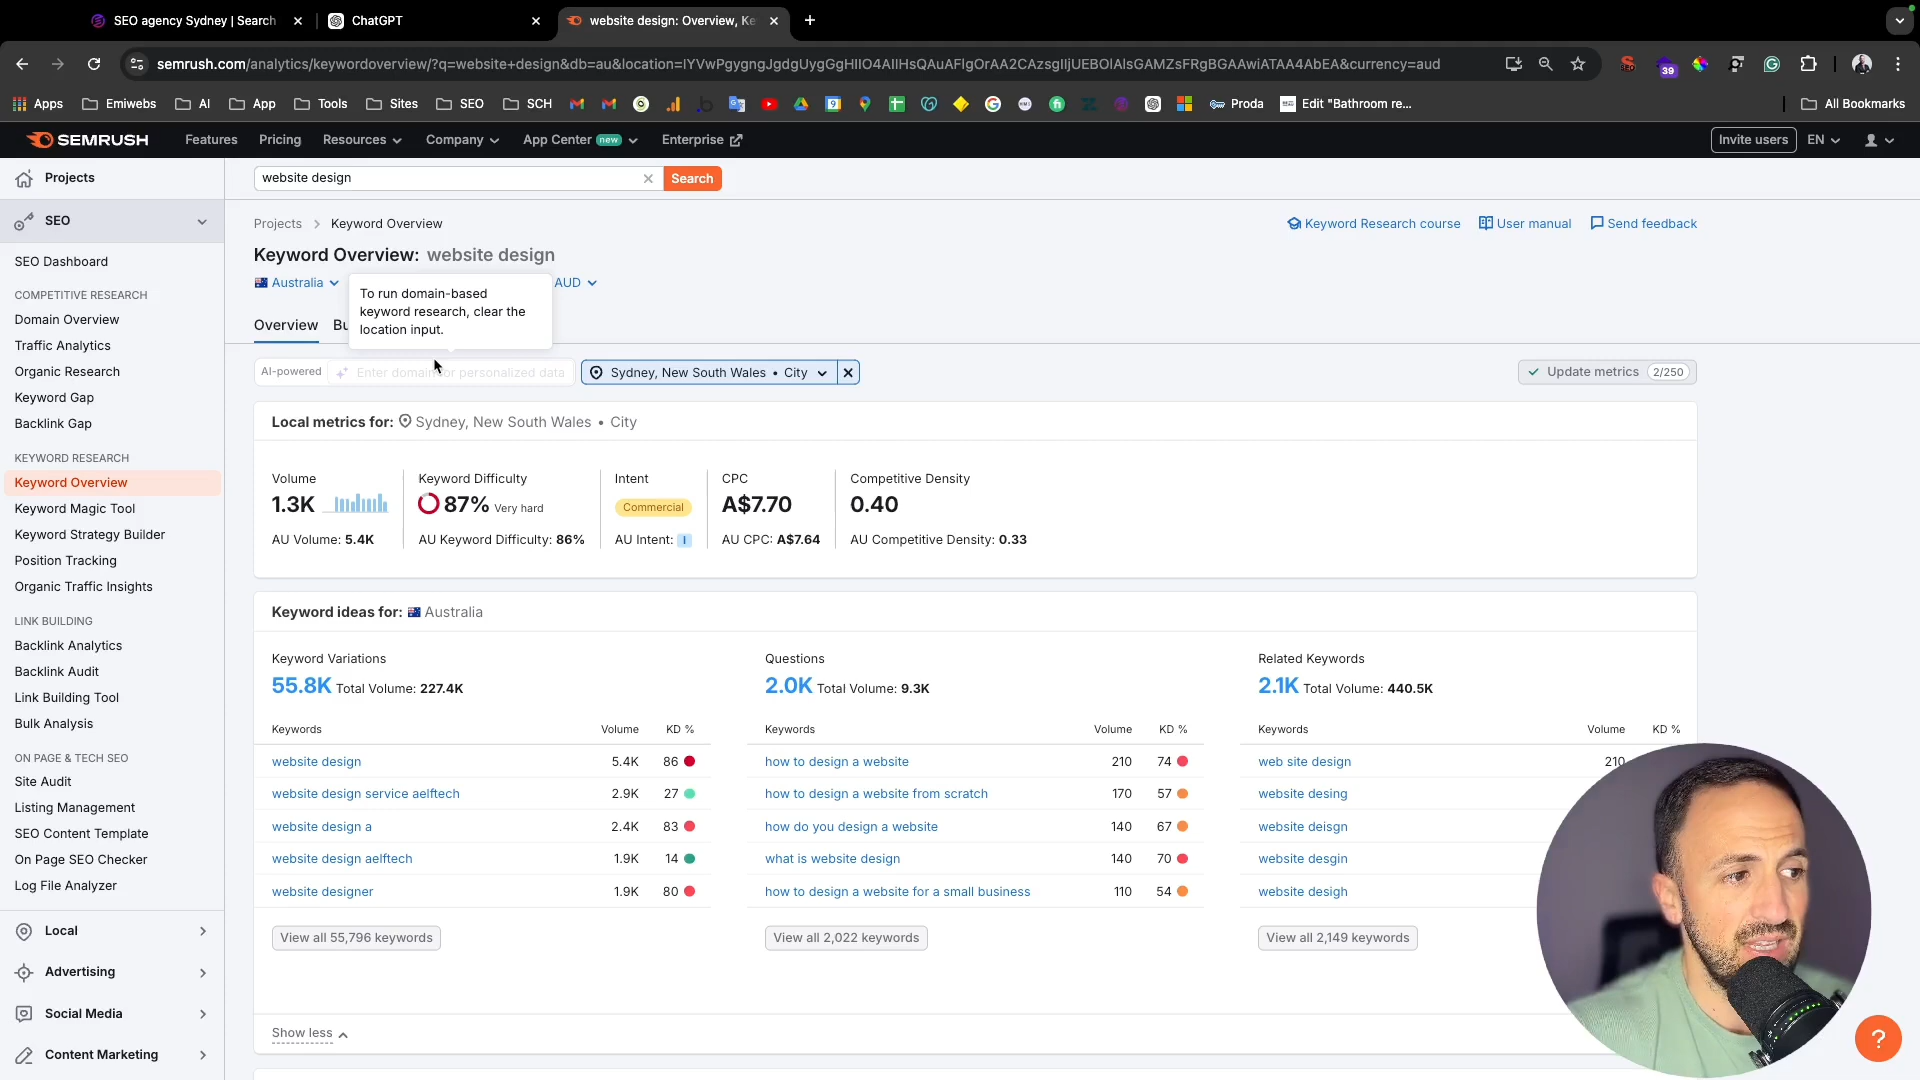 SEO agency Sydney | Search
ChatGPT
website design: Overview, Ke
semrush.com/analytics/keywordoverview/?q=website+design&db=au&location=IYVwPgygngJgdgUygGgHIIO4AIIHsQAuAFIgOrAA2CAzsgIIjUEBOIAIsGAMZsFRgBGAAwiATAA4AbEA&currency=aud
39
Apps
Emiwebs
AI
App
Tools
Sites
SEO
SCH
Proda
Edit "Bathroom re...
All Bookmarks
SEMRUSH
Features
Pricing
Resources
Company
App Center new
Enterprise
Invite users
EN
Projects
SEO
SEO Dashboard
COMPETITIVE RESEARCH
Domain Overview
Traffic Analytics
Organic Research
Keyword Gap
Backlink Gap
KEYWORD RESEARCH
Keyword Overview
Keyword Magic Tool
Keyword Strategy Builder
Position Tracking
Organic Traffic Insights
LINK BUILDING
Backlink Analytics
Backlink Audit
Link Building Tool
Bulk Analysis
ON PAGE & TECH SEO
Site Audit
Listing Management
SEO Content Template
On Page SEO Checker
Log File Analyzer
Local
Advertising
Social Media
Content Marketing
website design
Search
Projects > Keyword Overview
Keyword Research course
User manual
Send feedback
Keyword Overview: website design
Australia
AUD
To run domain-based
keyword research, clear the
location input.
Overview
Bu
AI-powered
Enter domain for personalized data
Sydney, New South Wales • City
Update metrics 2/250
Local metrics for: Sydney, New South Wales • City
Volume
1.3K
AU Volume: 5.4K
Keyword Difficulty
87% Very hard
AU Keyword Difficulty: 86%
Intent
Commercial
AU Intent: I
CPC
A$7.70
AU CPC: A$7.64
Competitive Density
0.40
AU Competitive Density: 0.33
Keyword ideas for: Australia
Keyword Variations
55.8K Total Volume: 227.4K
Keywords Volume KD %
website design 5.4K 86
website design service aelftech 2.9K 27
website design a 2.4K 83
website design aelftech 1.9K 14
website designer 1.9K 80
View all 55,796 keywords
Questions
2.0K Total Volume: 9.3K
Keywords Volume KD %
how to design a website 210 74
how to design a website from scratch 170 57
how do you design a website 140 67
what is website design 140 70
how to design a website for a small business 110 54
View all 2,022 keywords
Related Keywords
2.1K Total Volume: 440.5K
Keywords Volume KD %
web site design 210
website desing
website deisgn
website desgin
website desigh
View all 2,149 keywords
Show less
?